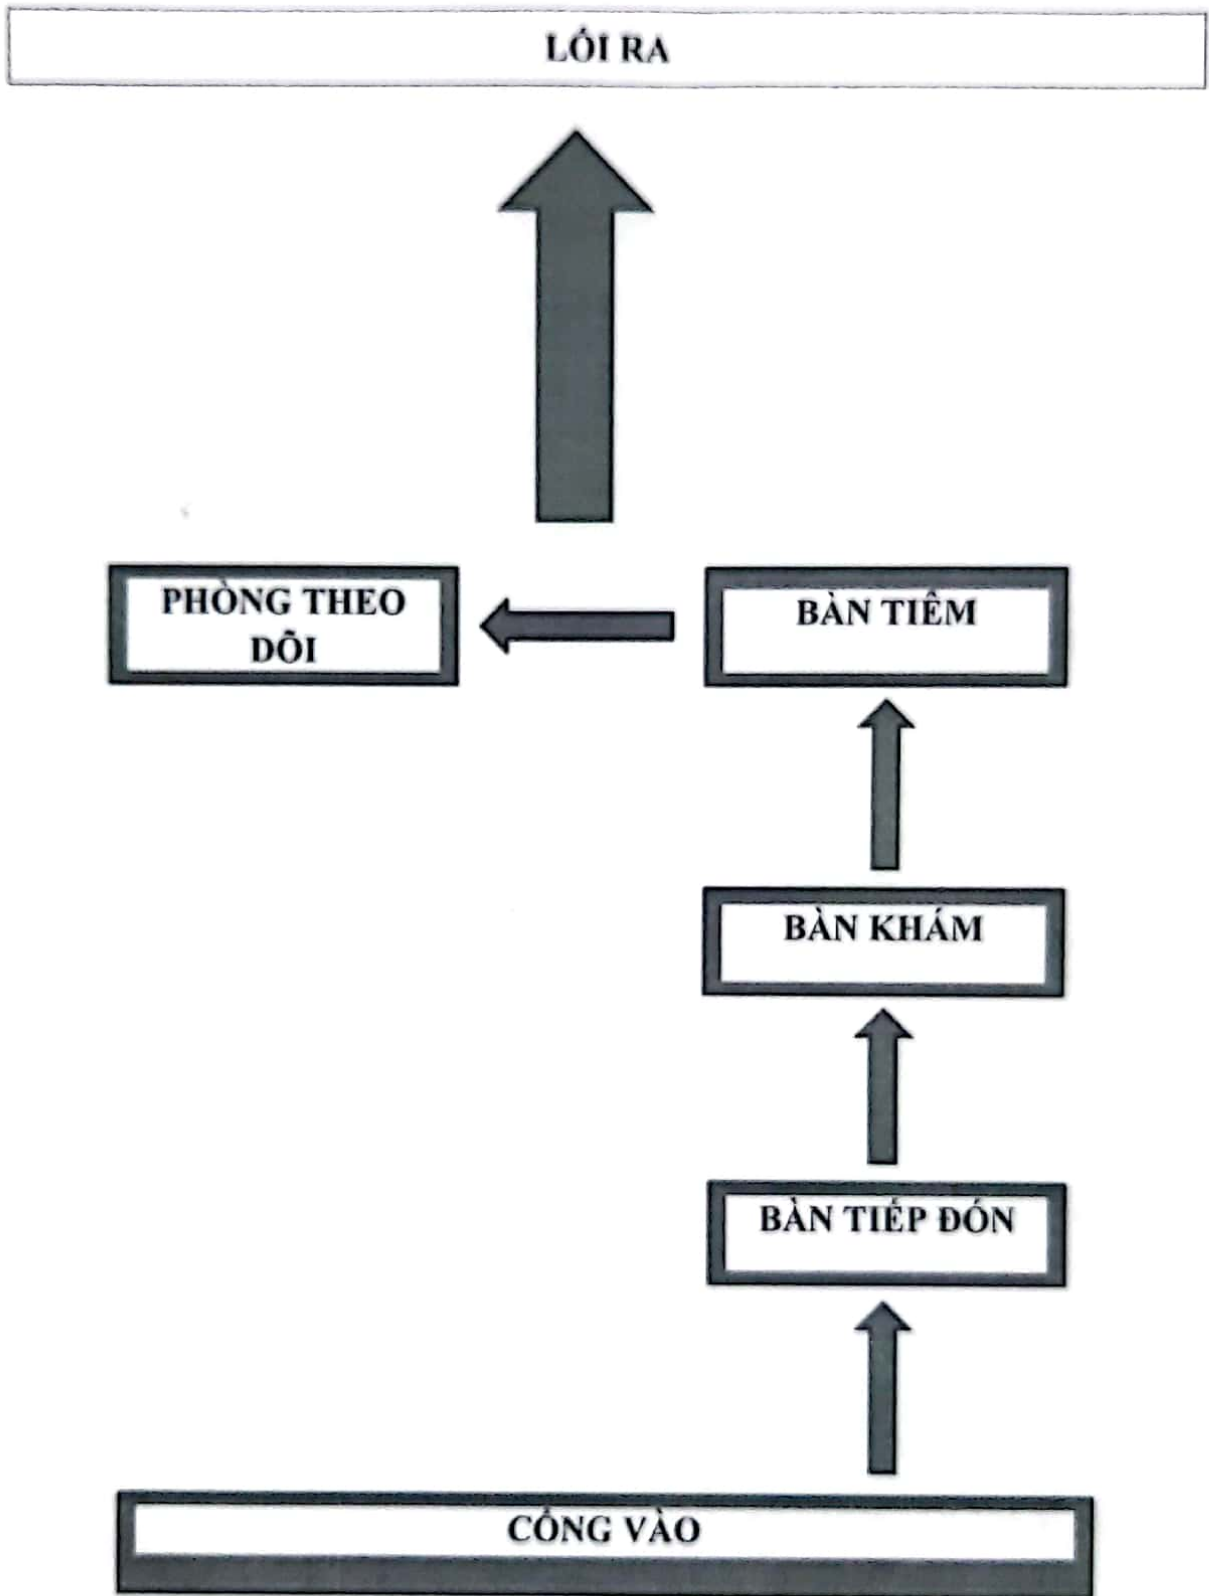 LỐI RA
PHÒNG THEO
DÕI
BÀN TIÊM
BÀN KHÁM
BÀN TIẾP ĐÓN
CỔNG VÀO